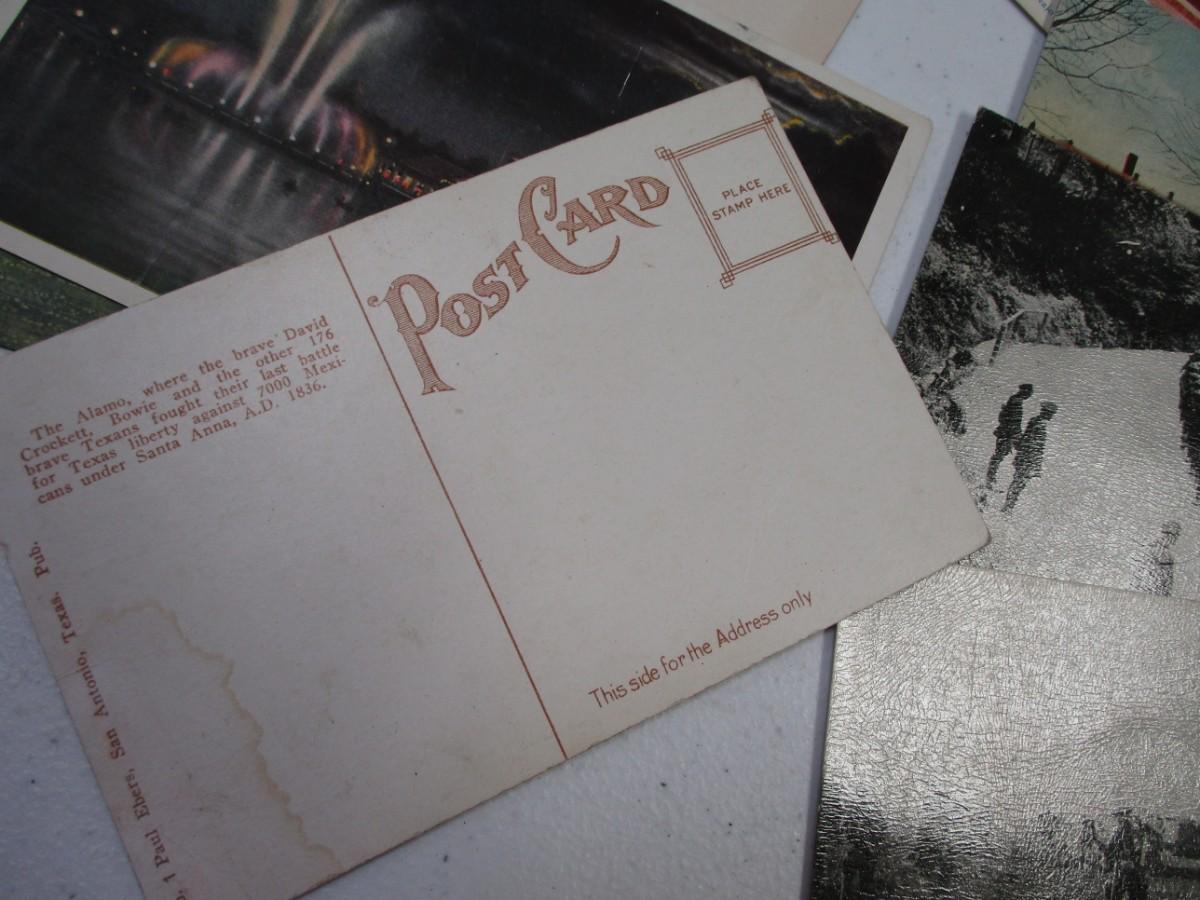 POST CARD
PLACE
STAMP HERE
The Alamo, where the brave David
Crockett, Bowie and the other 176
brave Texans fought their last battle
for Texas liberty against 7000 Mexi-
cans under Santa Anna, A.D. 1836.
1 Paul Ebers, San Antonio, Texas, Pub.
This side for the Address only